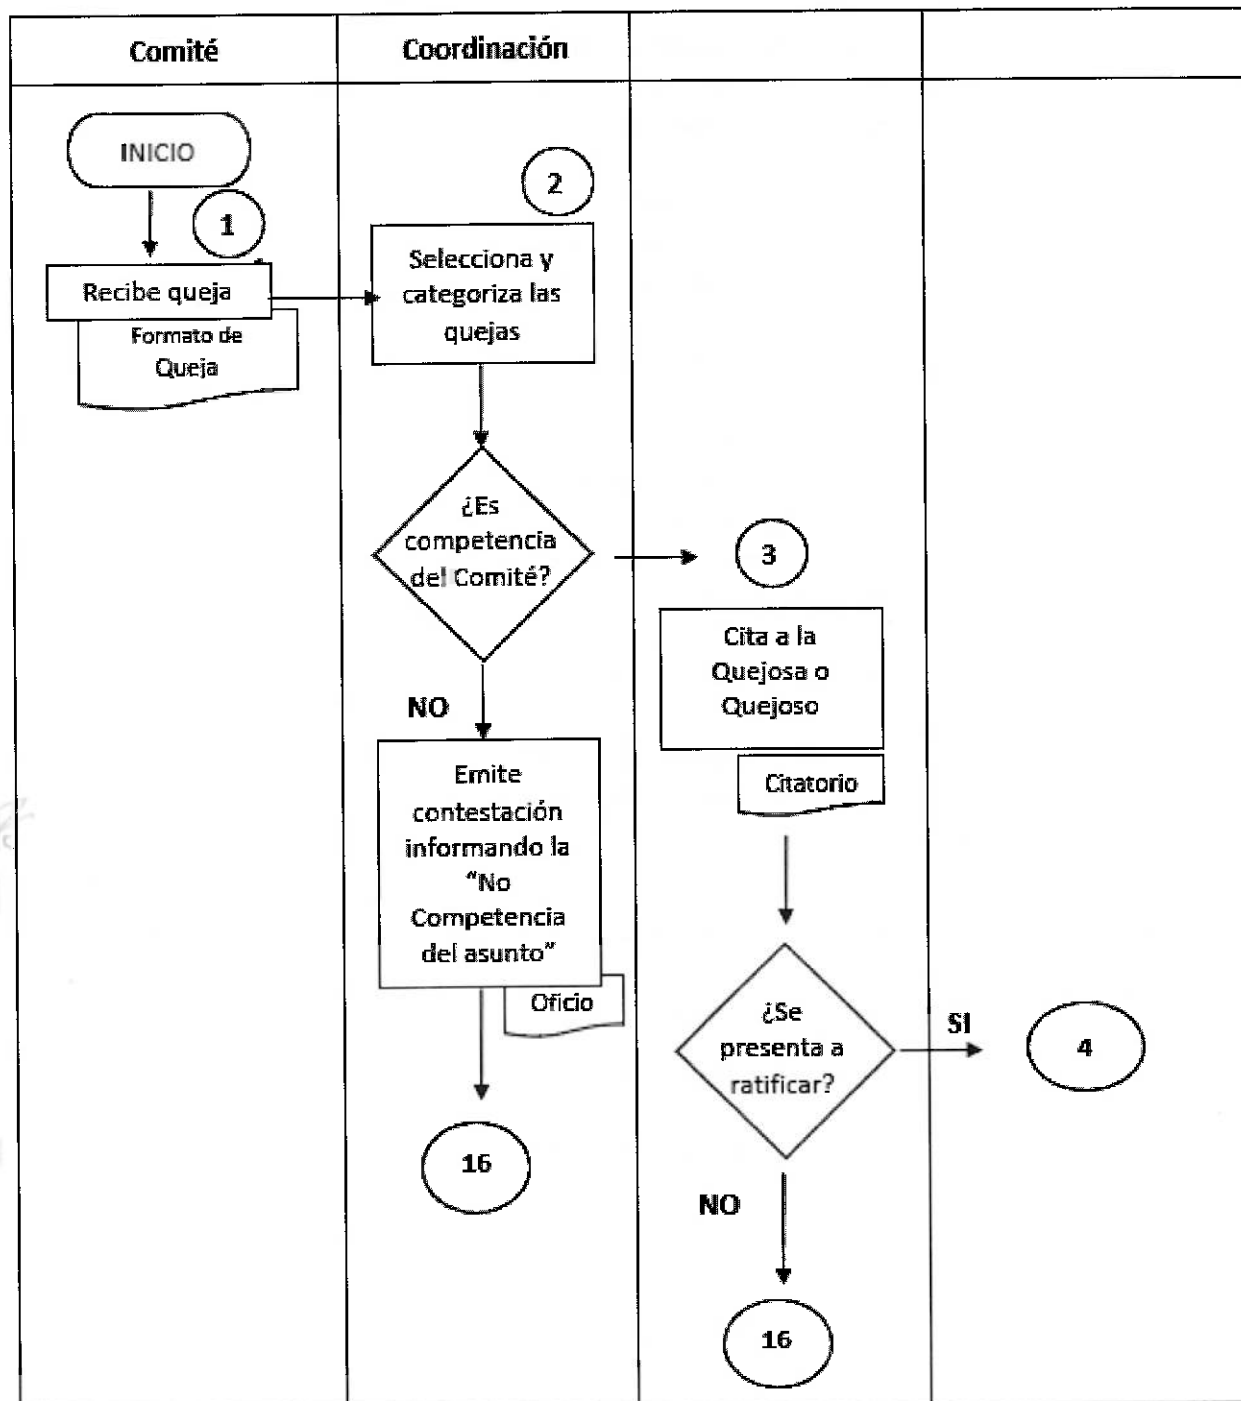 Comité
Coordinación
INICIO
1
Recibe queja
Formato de
Queja
2
Selecciona y
categoriza las
quejas
¿Es
competencia
del Comité?
NO
Emite
contestación
informando la
“No
Competencia
del asunto”
Oficio
16
3
Cita a la
Quejosa o
Quejoso
Citatorio
¿Se
presenta a
ratificar?
SI
4
NO
16